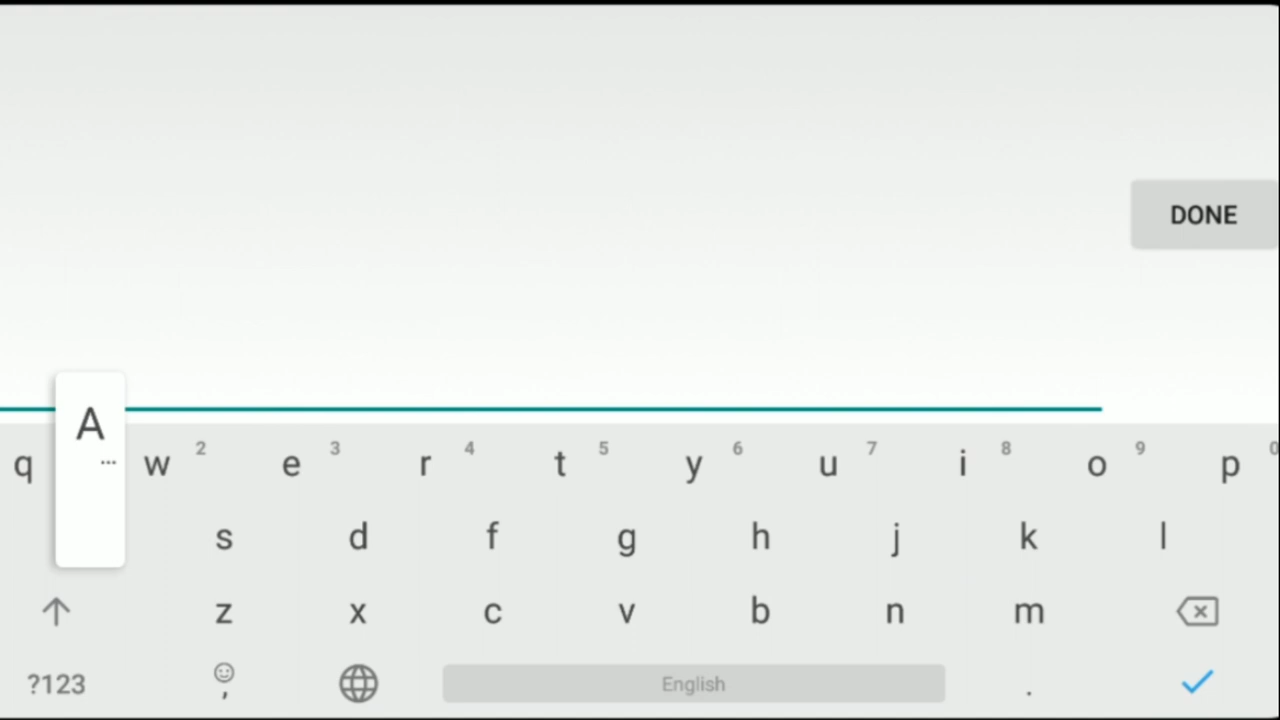 DONE
A
...
q w 2 e 3 r 4 t 5 y 6 u 7 i 8 o 9 p 0
s d f g h j k l
z x c v b n m
?123 , English .